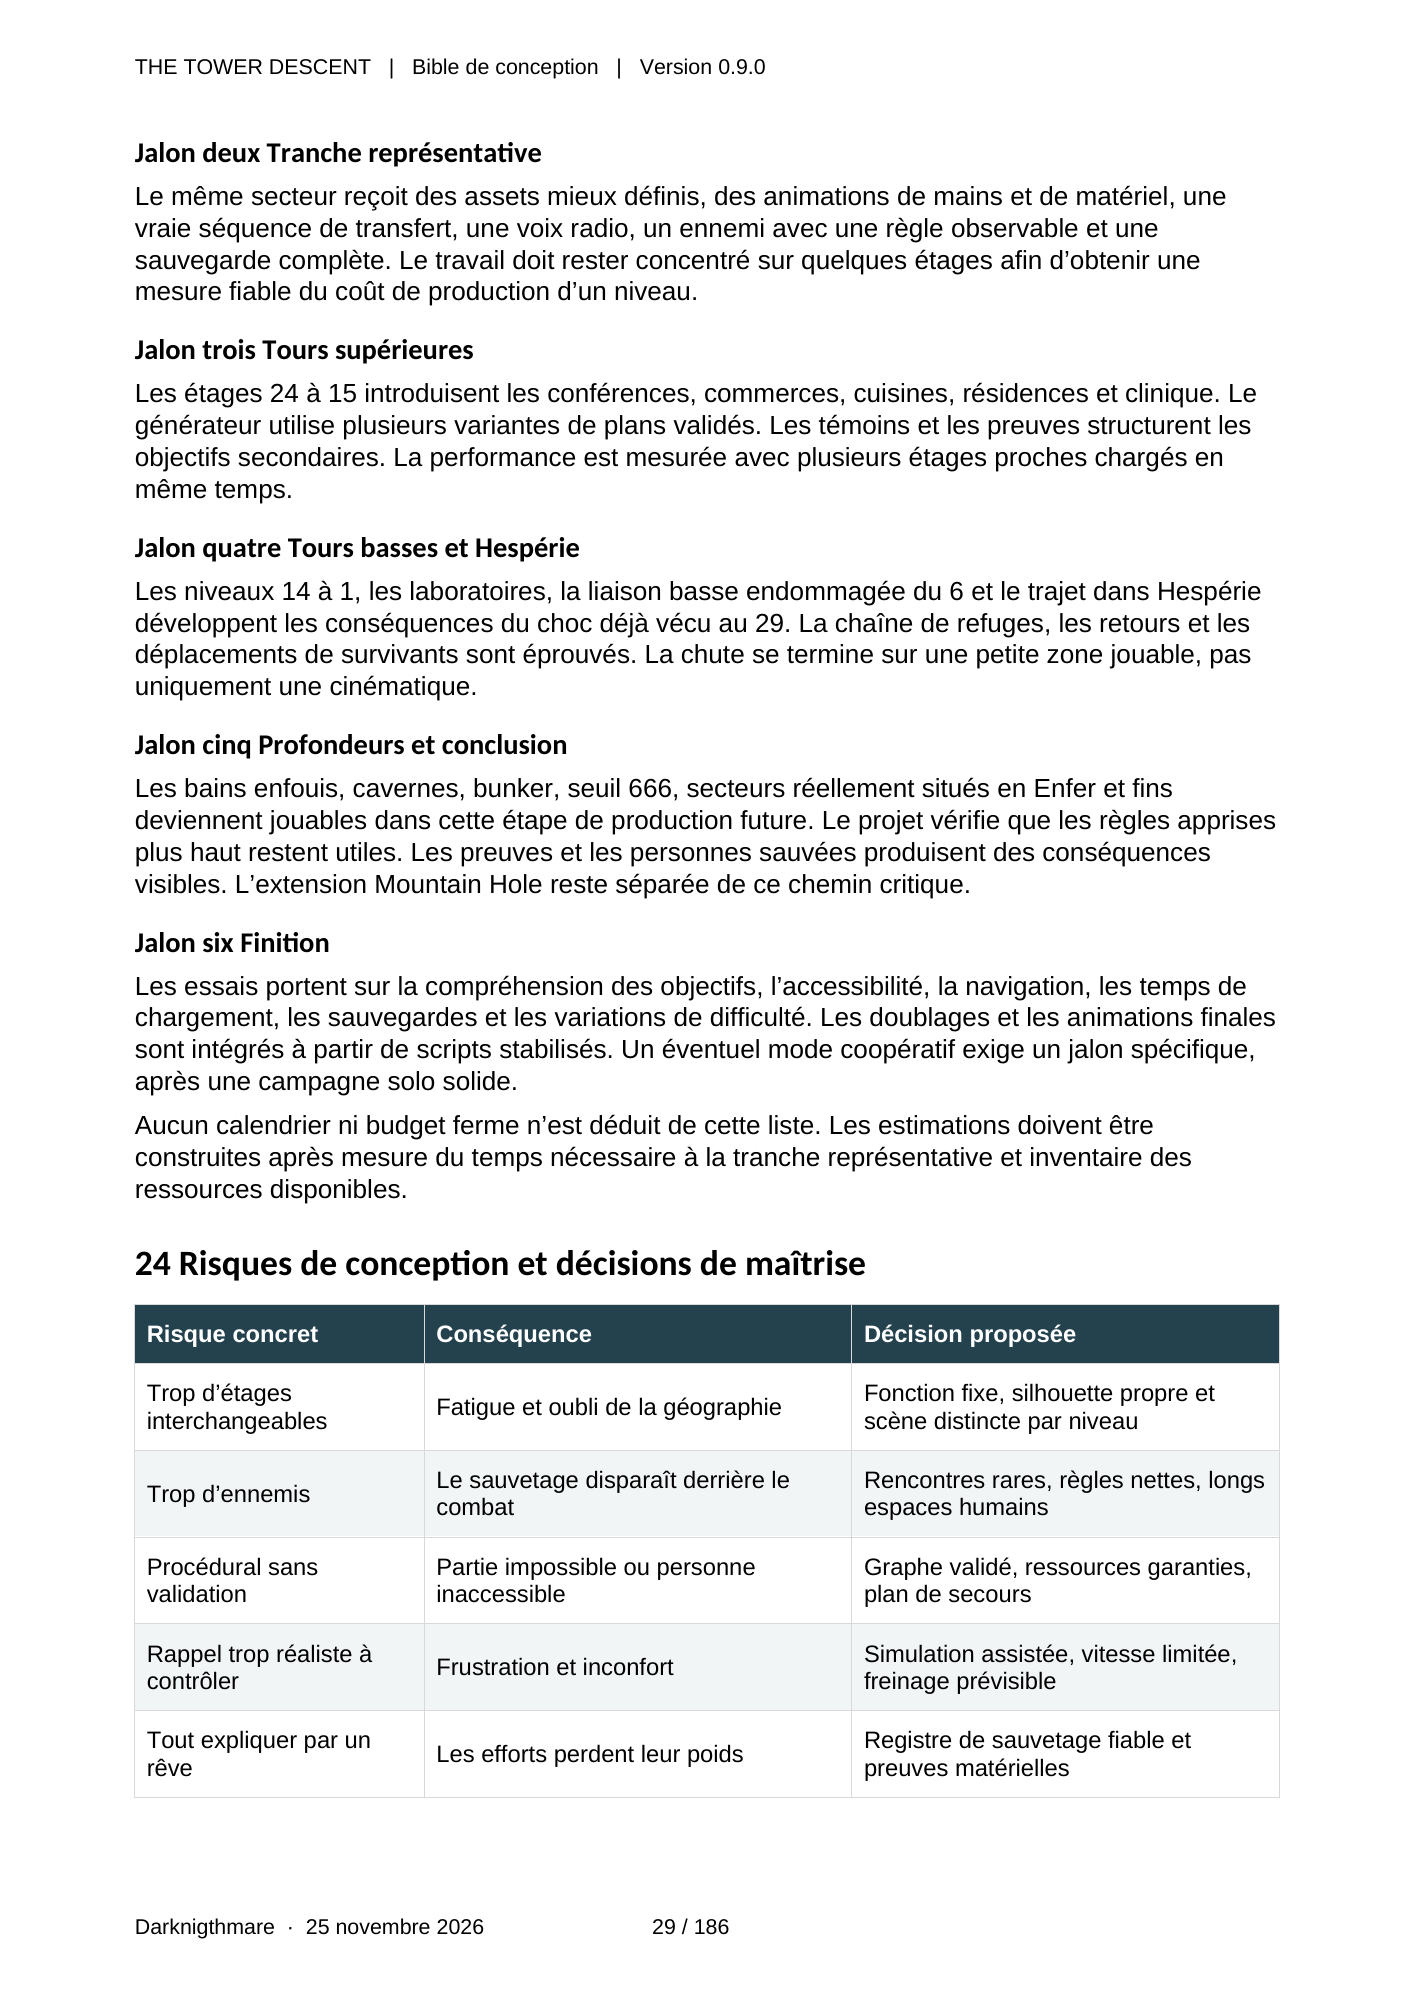 THE TOWER DESCENT | Bible de conception | Version 0.9.0
Jalon deux Tranche représentative
Le même secteur reçoit des assets mieux définis, des animations de mains et de matériel, une
vraie séquence de transfert, une voix radio, un ennemi avec une règle observable et une
sauvegarde complète. Le travail doit rester concentré sur quelques étages afin d’obtenir une
mesure fiable du coût de production d’un niveau.
Jalon trois Tours supérieures
Les étages 24 à 15 introduisent les conférences, commerces, cuisines, résidences et clinique. Le
générateur utilise plusieurs variantes de plans validés. Les témoins et les preuves structurent les
objectifs secondaires. La performance est mesurée avec plusieurs étages proches chargés en
même temps.
Jalon quatre Tours basses et Hespérie
Les niveaux 14 à 1, les laboratoires, la liaison basse endommagée du 6 et le trajet dans Hespérie
développent les conséquences du choc déjà vécu au 29. La chaîne de refuges, les retours et les
déplacements de survivants sont éprouvés. La chute se termine sur une petite zone jouable, pas
uniquement une cinématique.
Jalon cinq Profondeurs et conclusion
Les bains enfouis, cavernes, bunker, seuil 666, secteurs réellement situés en Enfer et fins
deviennent jouables dans cette étape de production future. Le projet vérifie que les règles apprises
plus haut restent utiles. Les preuves et les personnes sauvées produisent des conséquences
visibles. L’extension Mountain Hole reste séparée de ce chemin critique.
Jalon six Finition
Les essais portent sur la compréhension des objectifs, l’accessibilité, la navigation, les temps de
chargement, les sauvegardes et les variations de difficulté. Les doublages et les animations finales
sont intégrés à partir de scripts stabilisés. Un éventuel mode coopératif exige un jalon spécifique,
après une campagne solo solide.
Aucun calendrier ni budget ferme n’est déduit de cette liste. Les estimations doivent être
construites après mesure du temps nécessaire à la tranche représentative et inventaire des
ressources disponibles.
24 Risques de conception et décisions de maîtrise
Risque concret Conséquence Décision proposée
Trop d’étages
interchangeables
Fatigue et oubli de la géographie
Fonction fixe, silhouette propre et
scène distincte par niveau
Trop d’ennemis
Le sauvetage disparaît derrière le
combat
Rencontres rares, règles nettes, longs
espaces humains
Procédural sans
validation
Partie impossible ou personne
inaccessible
Graphe validé, ressources garanties,
plan de secours
Rappel trop réaliste à
contrôler
Frustration et inconfort
Simulation assistée, vitesse limitée,
freinage prévisible
Tout expliquer par un
rêve
Les efforts perdent leur poids
Registre de sauvetage fiable et
preuves matérielles
Darknigthmare · 25 novembre 2026 29 / 186